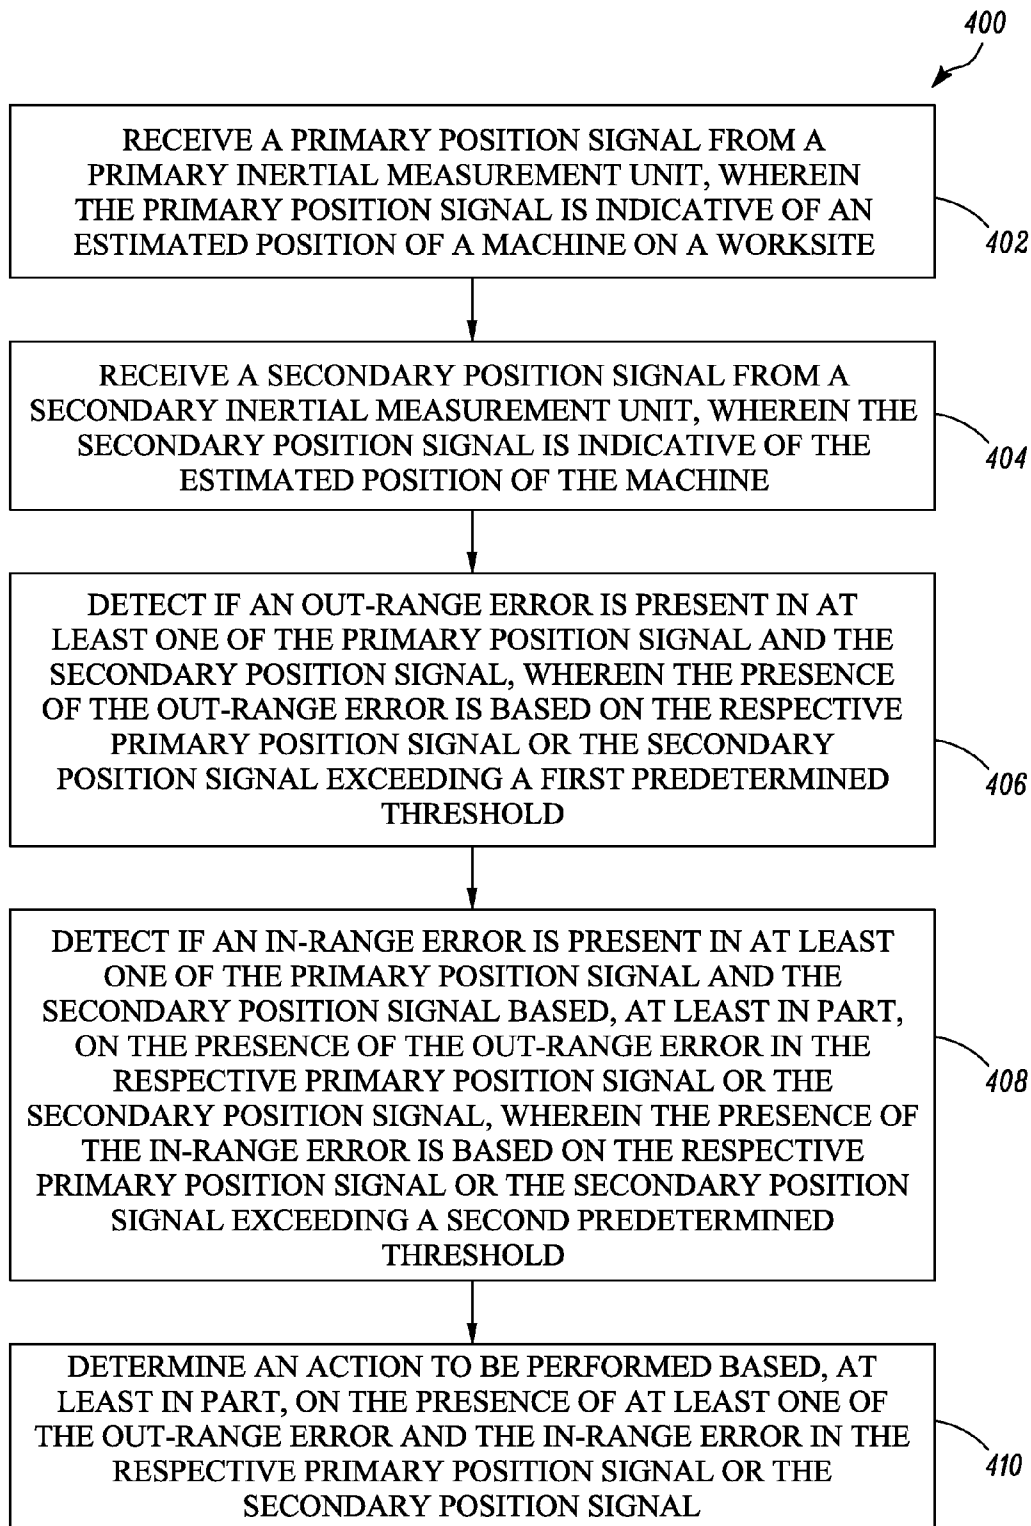 400
RECEIVE A PRIMARY POSITION SIGNAL FROM A
PRIMARY INERTIAL MEASUREMENT UNIT, WHEREIN
THE PRIMARY POSITION SIGNAL IS INDICATIVE OF AN
ESTIMATED POSITION OF A MACHINE ON A WORKSITE
402
RECEIVE A SECONDARY POSITION SIGNAL FROM A
SECONDARY INERTIAL MEASUREMENT UNIT, WHEREIN THE
SECONDARY POSITION SIGNAL IS INDICATIVE OF THE
ESTIMATED POSITION OF THE MACHINE
404
DETECT IF AN OUT-RANGE ERROR IS PRESENT IN AT
LEAST ONE OF THE PRIMARY POSITION SIGNAL AND THE
SECONDARY POSITION SIGNAL, WHEREIN THE PRESENCE
OF THE OUT-RANGE ERROR IS BASED ON THE RESPECTIVE
PRIMARY POSITION SIGNAL OR THE SECONDARY
POSITION SIGNAL EXCEEDING A FIRST PREDETERMINED
THRESHOLD
406
DETECT IF AN IN-RANGE ERROR IS PRESENT IN AT LEAST
ONE OF THE PRIMARY POSITION SIGNAL AND THE
SECONDARY POSITION SIGNAL BASED, AT LEAST IN PART,
ON THE PRESENCE OF THE OUT-RANGE ERROR IN THE
RESPECTIVE PRIMARY POSITION SIGNAL OR THE
SECONDARY POSITION SIGNAL, WHEREIN THE PRESENCE OF
THE IN-RANGE ERROR IS BASED ON THE RESPECTIVE
PRIMARY POSITION SIGNAL OR THE SECONDARY POSITION
SIGNAL EXCEEDING A SECOND PREDETERMINED
THRESHOLD
408
DETERMINE AN ACTION TO BE PERFORMED BASED, AT
LEAST IN PART, ON THE PRESENCE OF AT LEAST ONE OF
THE OUT-RANGE ERROR AND THE IN-RANGE ERROR IN THE
RESPECTIVE PRIMARY POSITION SIGNAL OR THE
SECONDARY POSITION SIGNAL
410